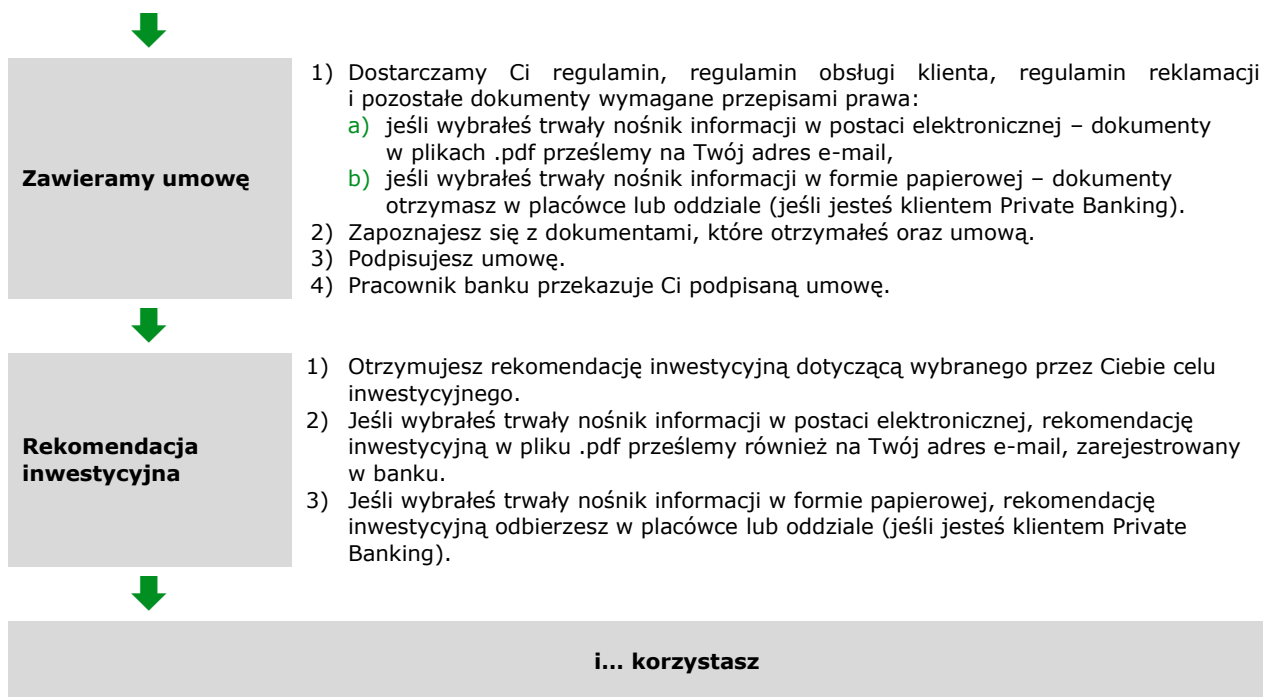 Zawieramy umowę
1) Dostarczamy Ci regulamin, regulamin obsługi klienta, regulamin reklamacji
i pozostałe dokumenty wymagane przepisami prawa:
a) jeśli wybrałeś trwały nośnik informacji w postaci elektronicznej – dokumenty
w plikach .pdf prześlemy na Twój adres e-mail,
b) jeśli wybrałeś trwały nośnik informacji w formie papierowej – dokumenty
otrzymasz w placówce lub oddziale (jeśli jesteś klientem Private Banking).
2) Zapoznajesz się z dokumentami, które otrzymałeś oraz umową.
3) Podpisujesz umowę.
4) Pracownik banku przekazuje Ci podpisaną umowę.
Rekomendacja
inwestycyjna
1) Otrzymujesz rekomendację inwestycyjną dotyczącą wybranego przez Ciebie celu
inwestycyjnego.
2) Jeśli wybrałeś trwały nośnik informacji w postaci elektronicznej, rekomendację
inwestycyjną w pliku .pdf prześlemy również na Twój adres e-mail, zarejestrowany
w banku.
3) Jeśli wybrałeś trwały nośnik informacji w formie papierowej, rekomendację
inwestycyjną odbierzesz w placówce lub oddziale (jeśli jesteś klientem Private
Banking).
i... korzystasz